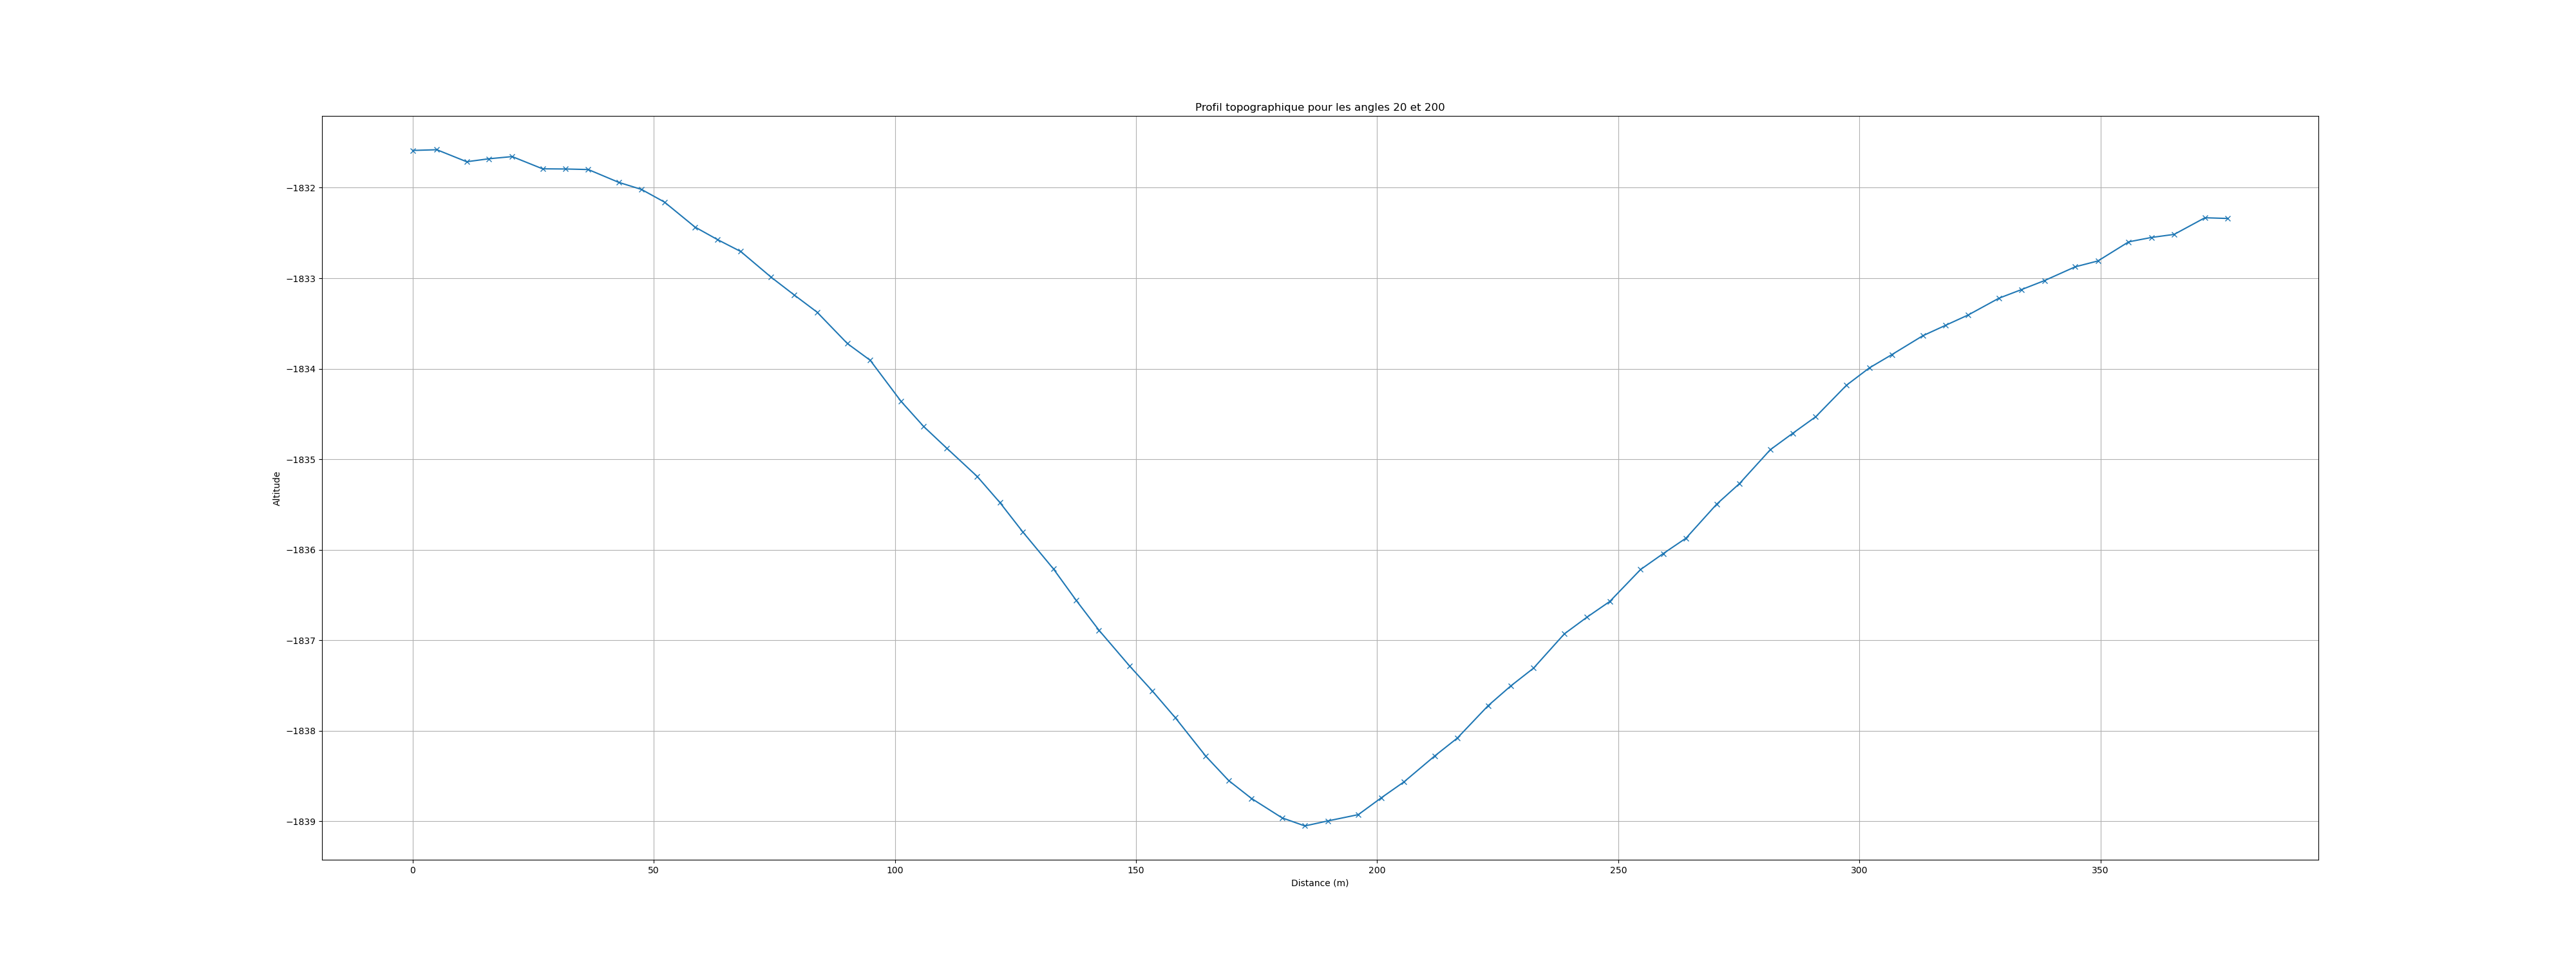 Profil topographique pour les angles 20 et 200
Altitude
−1832
−1833
−1834
−1835
−1836
−1837
−1838
−1839
0 50 100 150 200 250 300 350
Distance (m)